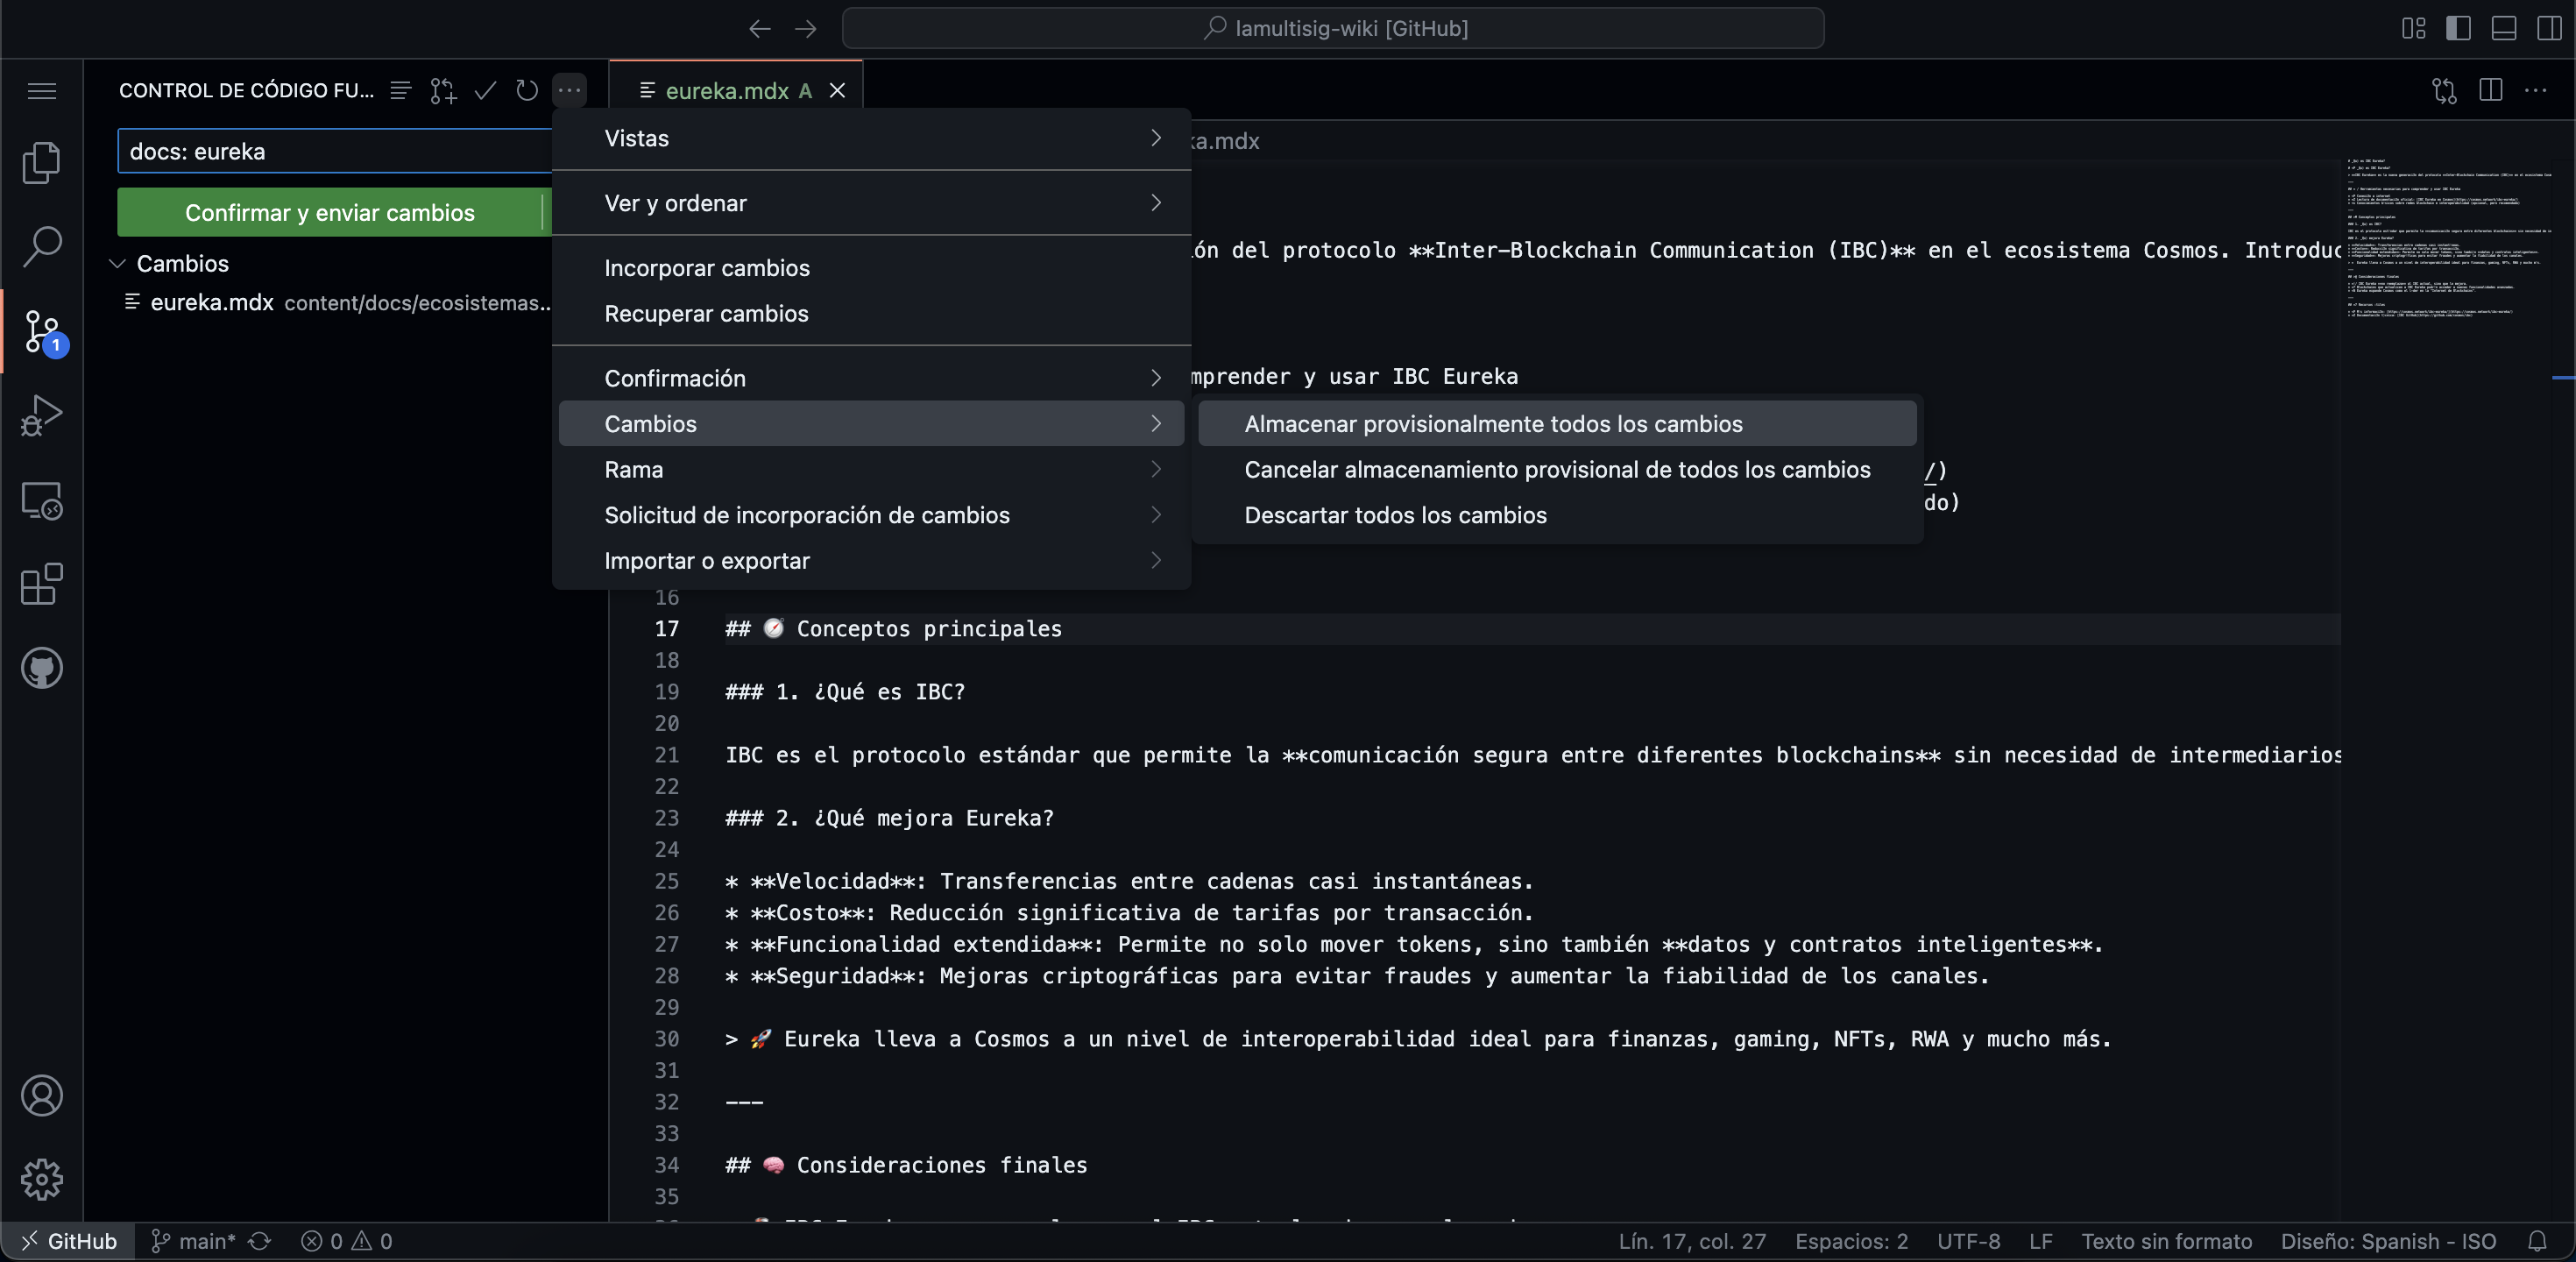 lamultisig-wiki [GitHub]
CONTROL DE CÓDIGO FU...
docs: eureka
Confirmar y enviar cambios
Cambios
eureka.mdx content/docs/ecosistemas...
1
Vistas
Ver y ordenar
Incorporar cambios
Recuperar cambios
Confirmación
Cambios
Rama
Solicitud de incorporación de cambios
Importar o exportar
Almacenar provisionalmente todos los cambios
Cancelar almacenamiento provisional de todos los cambios
Descartar todos los cambios
eureka.mdx A
ka.mdx
ón del protocolo **Inter-Blockchain Communication (IBC)** en el ecosistema Cosmos. Introduc
mprender y usar IBC Eureka
/)
do)
16
17 ## 🧭 Conceptos principales
18
19 ### 1. ¿Qué es IBC?
20
21 IBC es el protocolo estándar que permite la **comunicación segura entre diferentes blockchains** sin necesidad de intermediarios
22
23 ### 2. ¿Qué mejora Eureka?
24
25 * **Velocidad**: Transferencias entre cadenas casi instantáneas.
26 * **Costo**: Reducción significativa de tarifas por transacción.
27 * **Funcionalidad extendida**: Permite no solo mover tokens, sino también **datos y contratos inteligentes**.
28 * **Seguridad**: Mejoras criptográficas para evitar fraudes y aumentar la fiabilidad de los canales.
29
30 > 🚀 Eureka lleva a Cosmos a un nivel de interoperabilidad ideal para finanzas, gaming, NFTs, RWA y mucho más.
31
32 ---
33
34 ## 🧠 Consideraciones finales
35
GitHub main* 0 0
Lín. 17, col. 27 Espacios: 2 UTF-8 LF Texto sin formato Diseño: Spanish - ISO